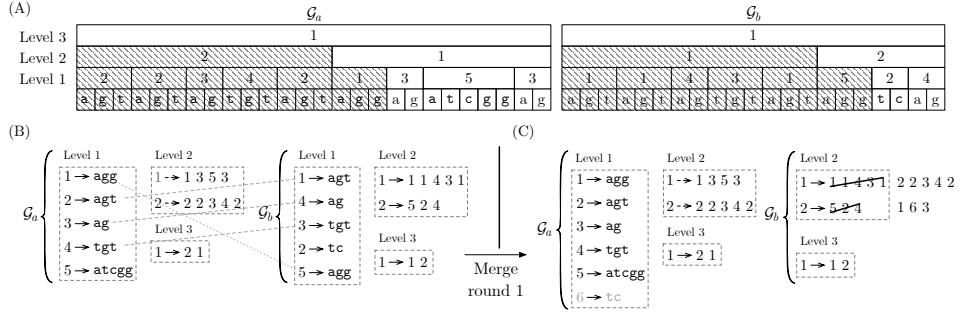 (A) 𝒢a 𝒢b
Level 3 1 1
Level 2 2 1 1 2
Level 1 2 2 3 4 2 1 3 5 3 1 1 4 3 1 5 2 4
a g t a g t a g t g t a g t a g g a g a t c g g a g a g t a g t a g t g t a g t a g g t c a g
(B)
𝒢a
Level 1
1 → agg
2 → agt
3 → ag
4 → tgt
5 → atcgg
Level 2
1 → 1 3 5 3
2 → 2 2 3 4 2
Level 3
1 → 2 1
𝒢b
Level 1
1 → agt
4 → ag
3 → tgt
2 → tc
5 → agg
Level 2
1 → 1 1 4 3 1
2 → 5 2 4
Level 3
1 → 1 2
Merge
round 1
(C)
𝒢a
Level 1
1 → agg
2 → agt
3 → ag
4 → tgt
5 → atcgg
6 → tc
Level 2
1 → 1 3 5 3
2 → 2 2 3 4 2
Level 3
1 → 2 1
𝒢b
Level 2
1 → 1 1 4 3 1 2 2 3 4 2
2 → 5 2 4 1 6 3
Level 3
1 → 1 2